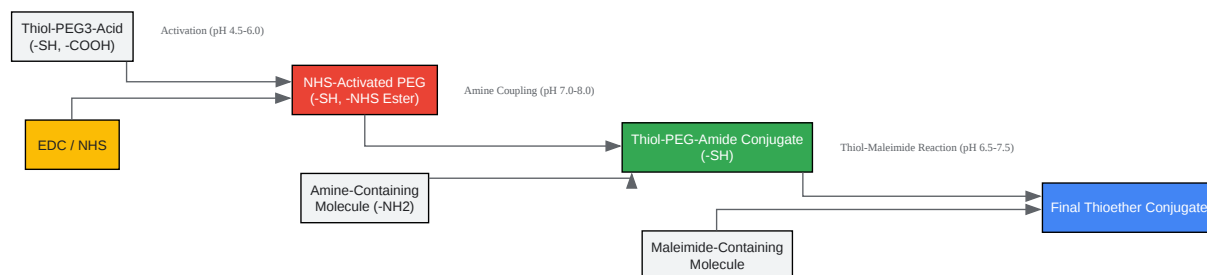 Thiol-PEG3-Acid
(-SH, -COOH)
Activation (pH 4.5-6.0)
EDC / NHS
NHS-Activated PEG
(-SH, -NHS Ester)
Amine Coupling (pH 7.0-8.0)
Amine-Containing
Molecule (-NH2)
Thiol-PEG-Amide Conjugate
(-SH)
Thiol-Maleimide Reaction (pH 6.5-7.5)
Maleimide-Containing
Molecule
Final Thioether Conjugate